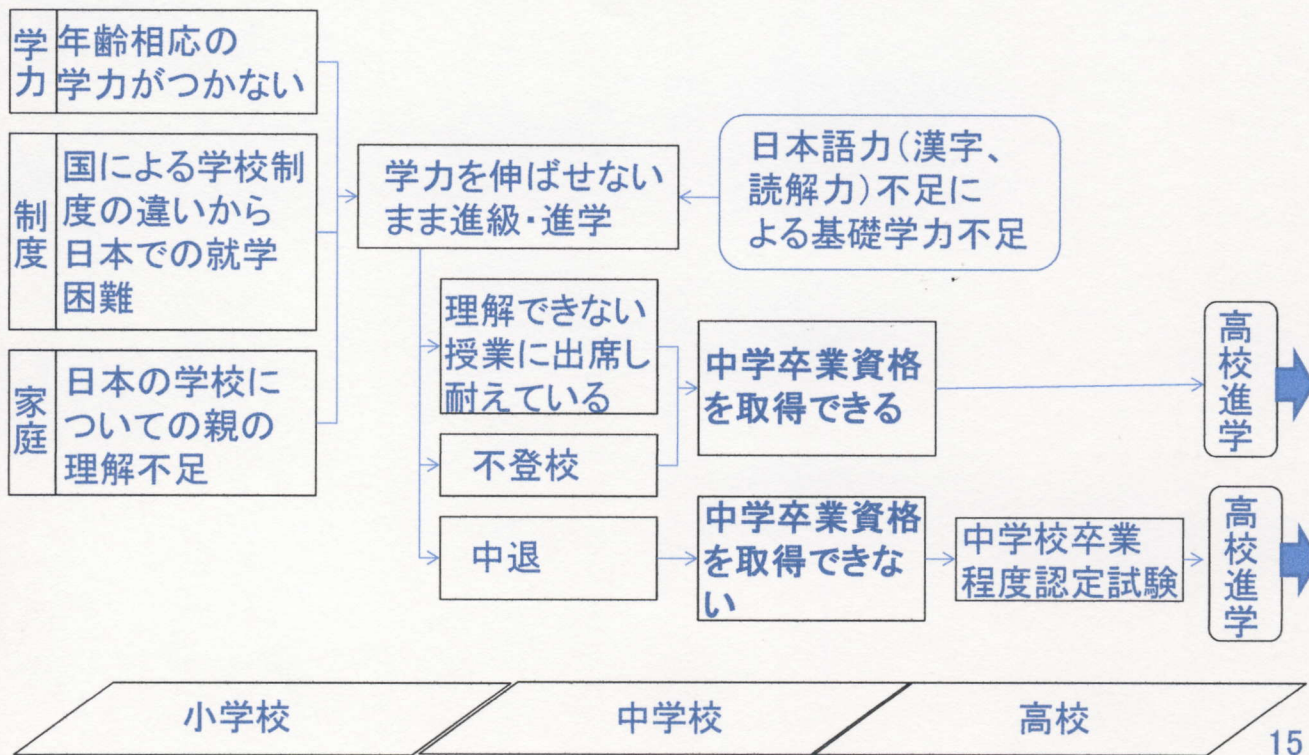 学力
年齢相応の
学力がつかない
制度
国による学校制
度の違いから
日本での就学
困難
家庭
日本の学校に
ついての親の
理解不足
学力を伸ばせない
まま進級・進学
日本語力(漢字、
読解力)不足に
よる基礎学力不足
理解できない
授業に出席し
耐えている
不登校
中退
中学卒業資格
を取得できる
中学卒業資格
を取得できな
い
中学校卒業
程度認定試験
高校進学
高校進学
小学校
中学校
高校
15